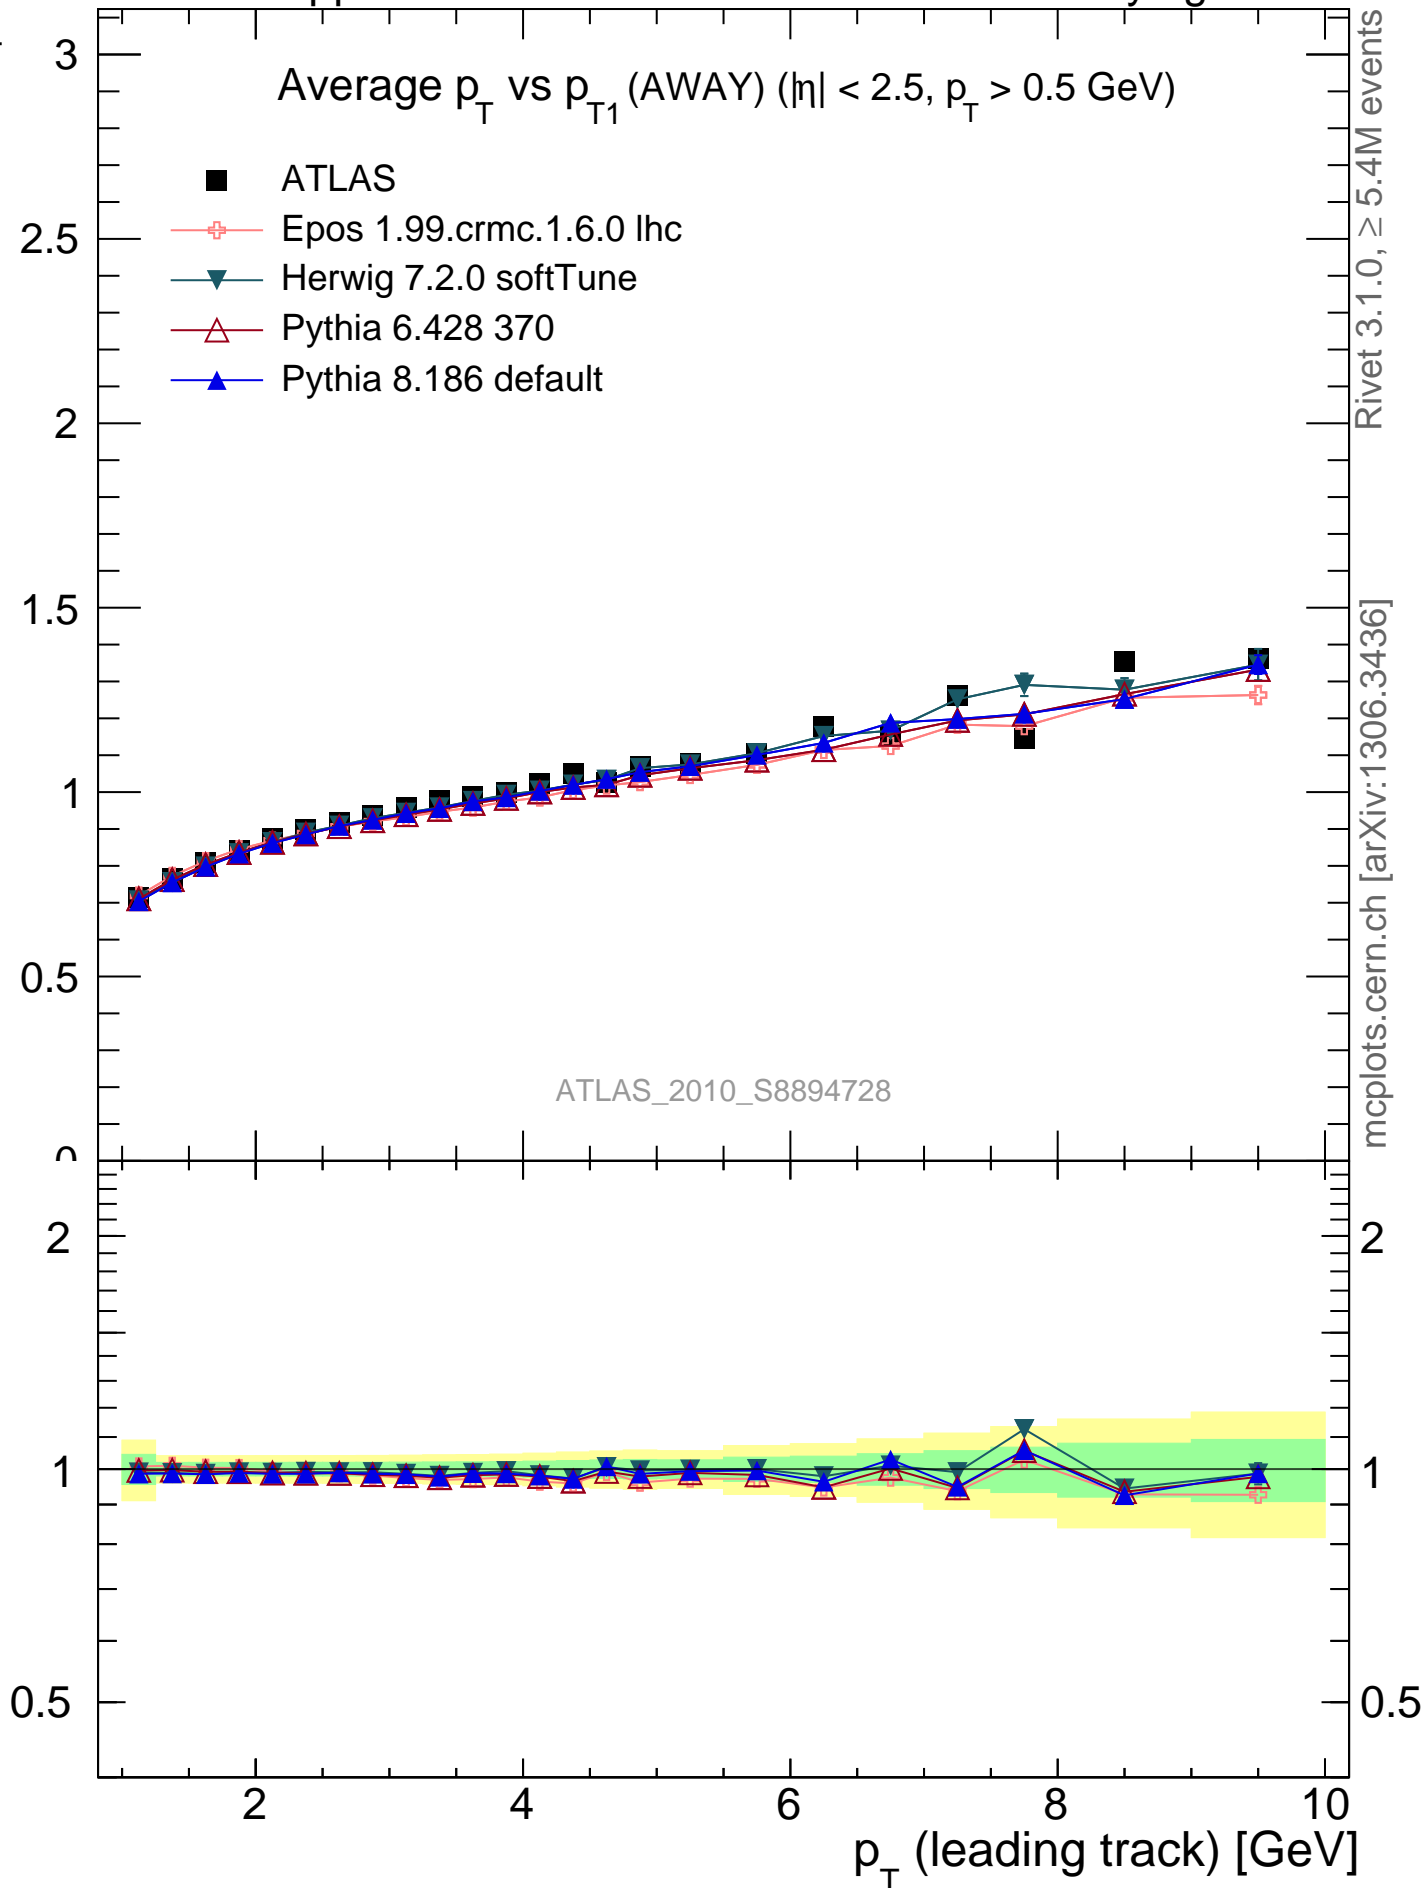 3
2.5
2
1.5
1
0.5
Average p_T vs p_T1 (AWAY) (|η| < 2.5, p_T > 0.5 GeV)
ATLAS
Epos 1.99.crmc.1.6.0 lhc
Herwig 7.2.0 softTune
Pythia 6.428 370
Pythia 8.186 default
ATLAS_2010_S8894728
Rivet 3.1.0, ≥ 5.4M events
mcplots.cern.ch [arXiv:1306.3436]
2
1
0.5
2
1
0.5
2 4 6 8 10
p_T (leading track) [GeV]